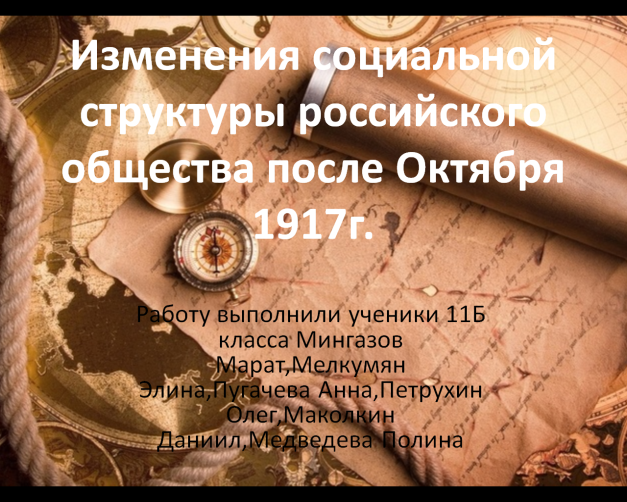 Изменения социальной
структуры российского
общества после Октября
1917г.
Работу выполнили ученики 11Б
класса Мингазов
Марат,Мелкумян
Элина,Пугачева Анна,Петрухин
Олег,Маколкин
Даниил,Медведева Полина